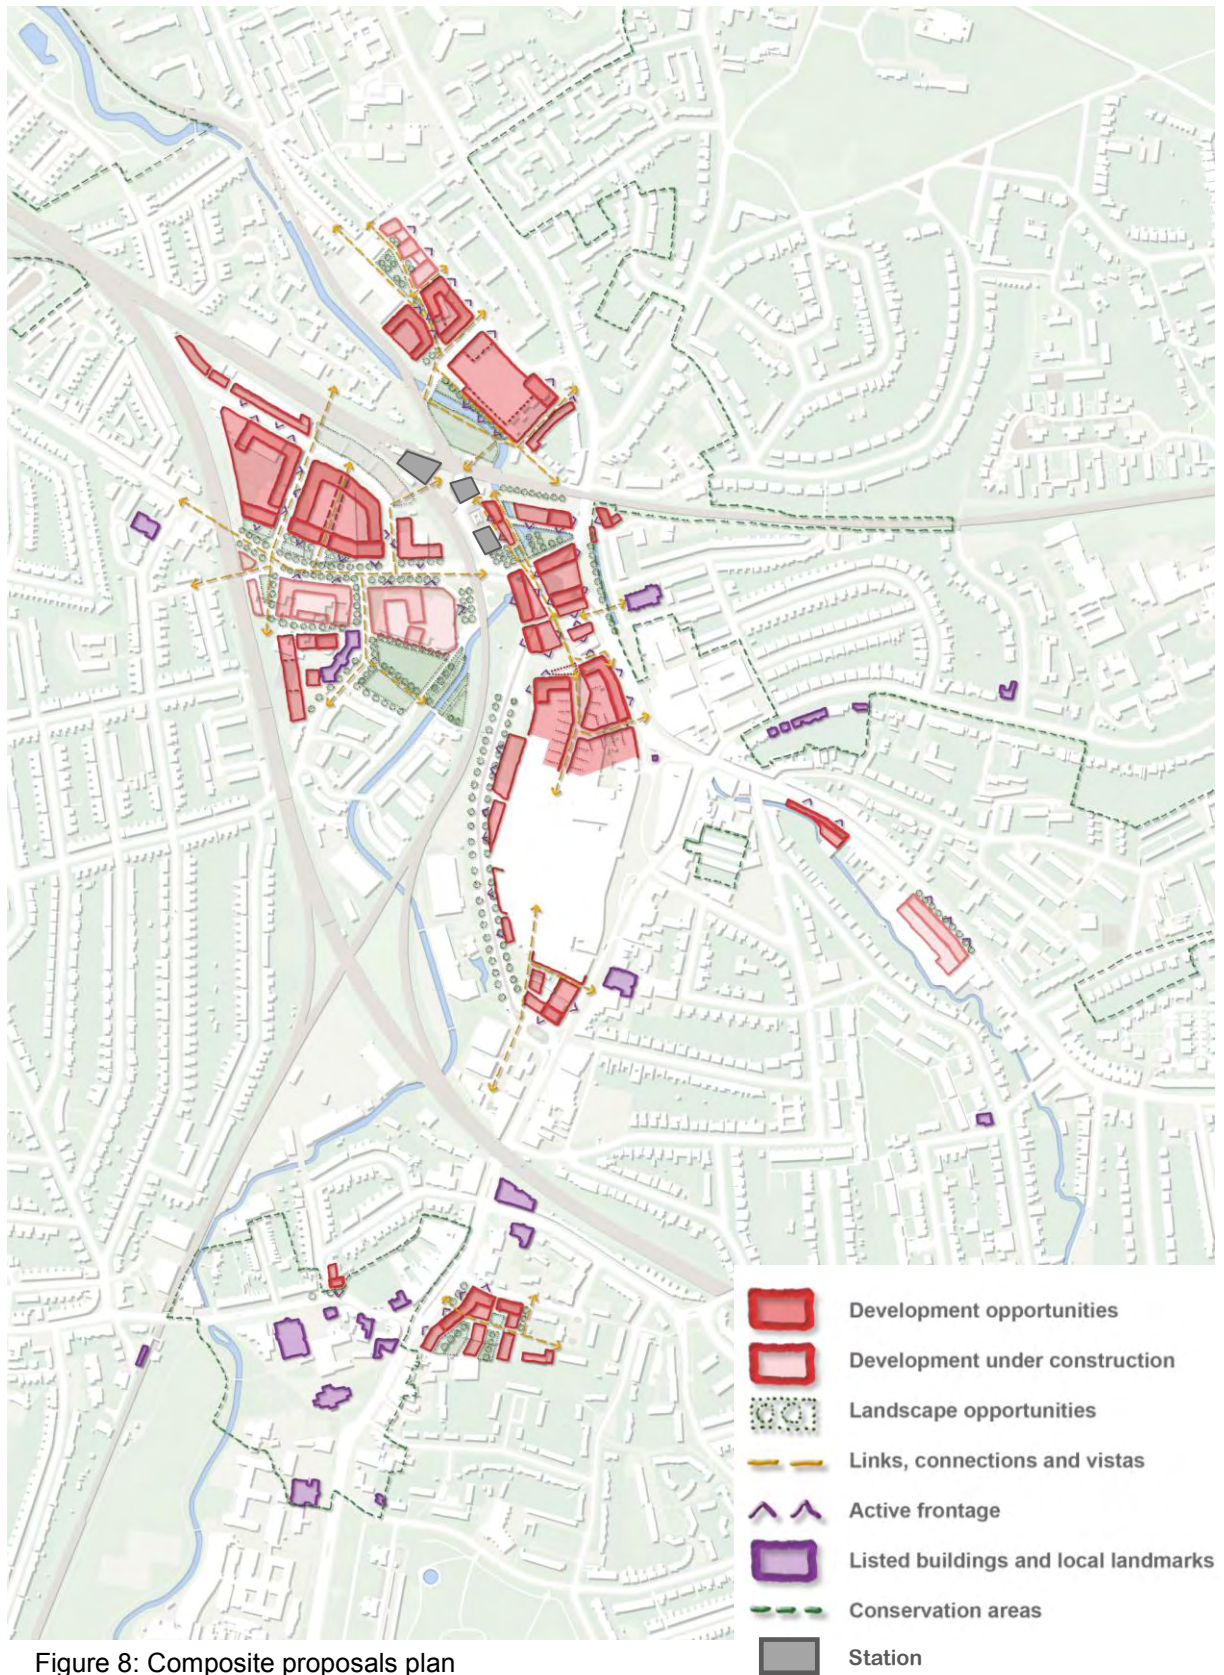 Development opportunities
Development under construction
Landscape opportunities
Links, connections and vistas
Active frontage
Listed buildings and local landmarks
Conservation areas
Station
Figure 8: Composite proposals plan